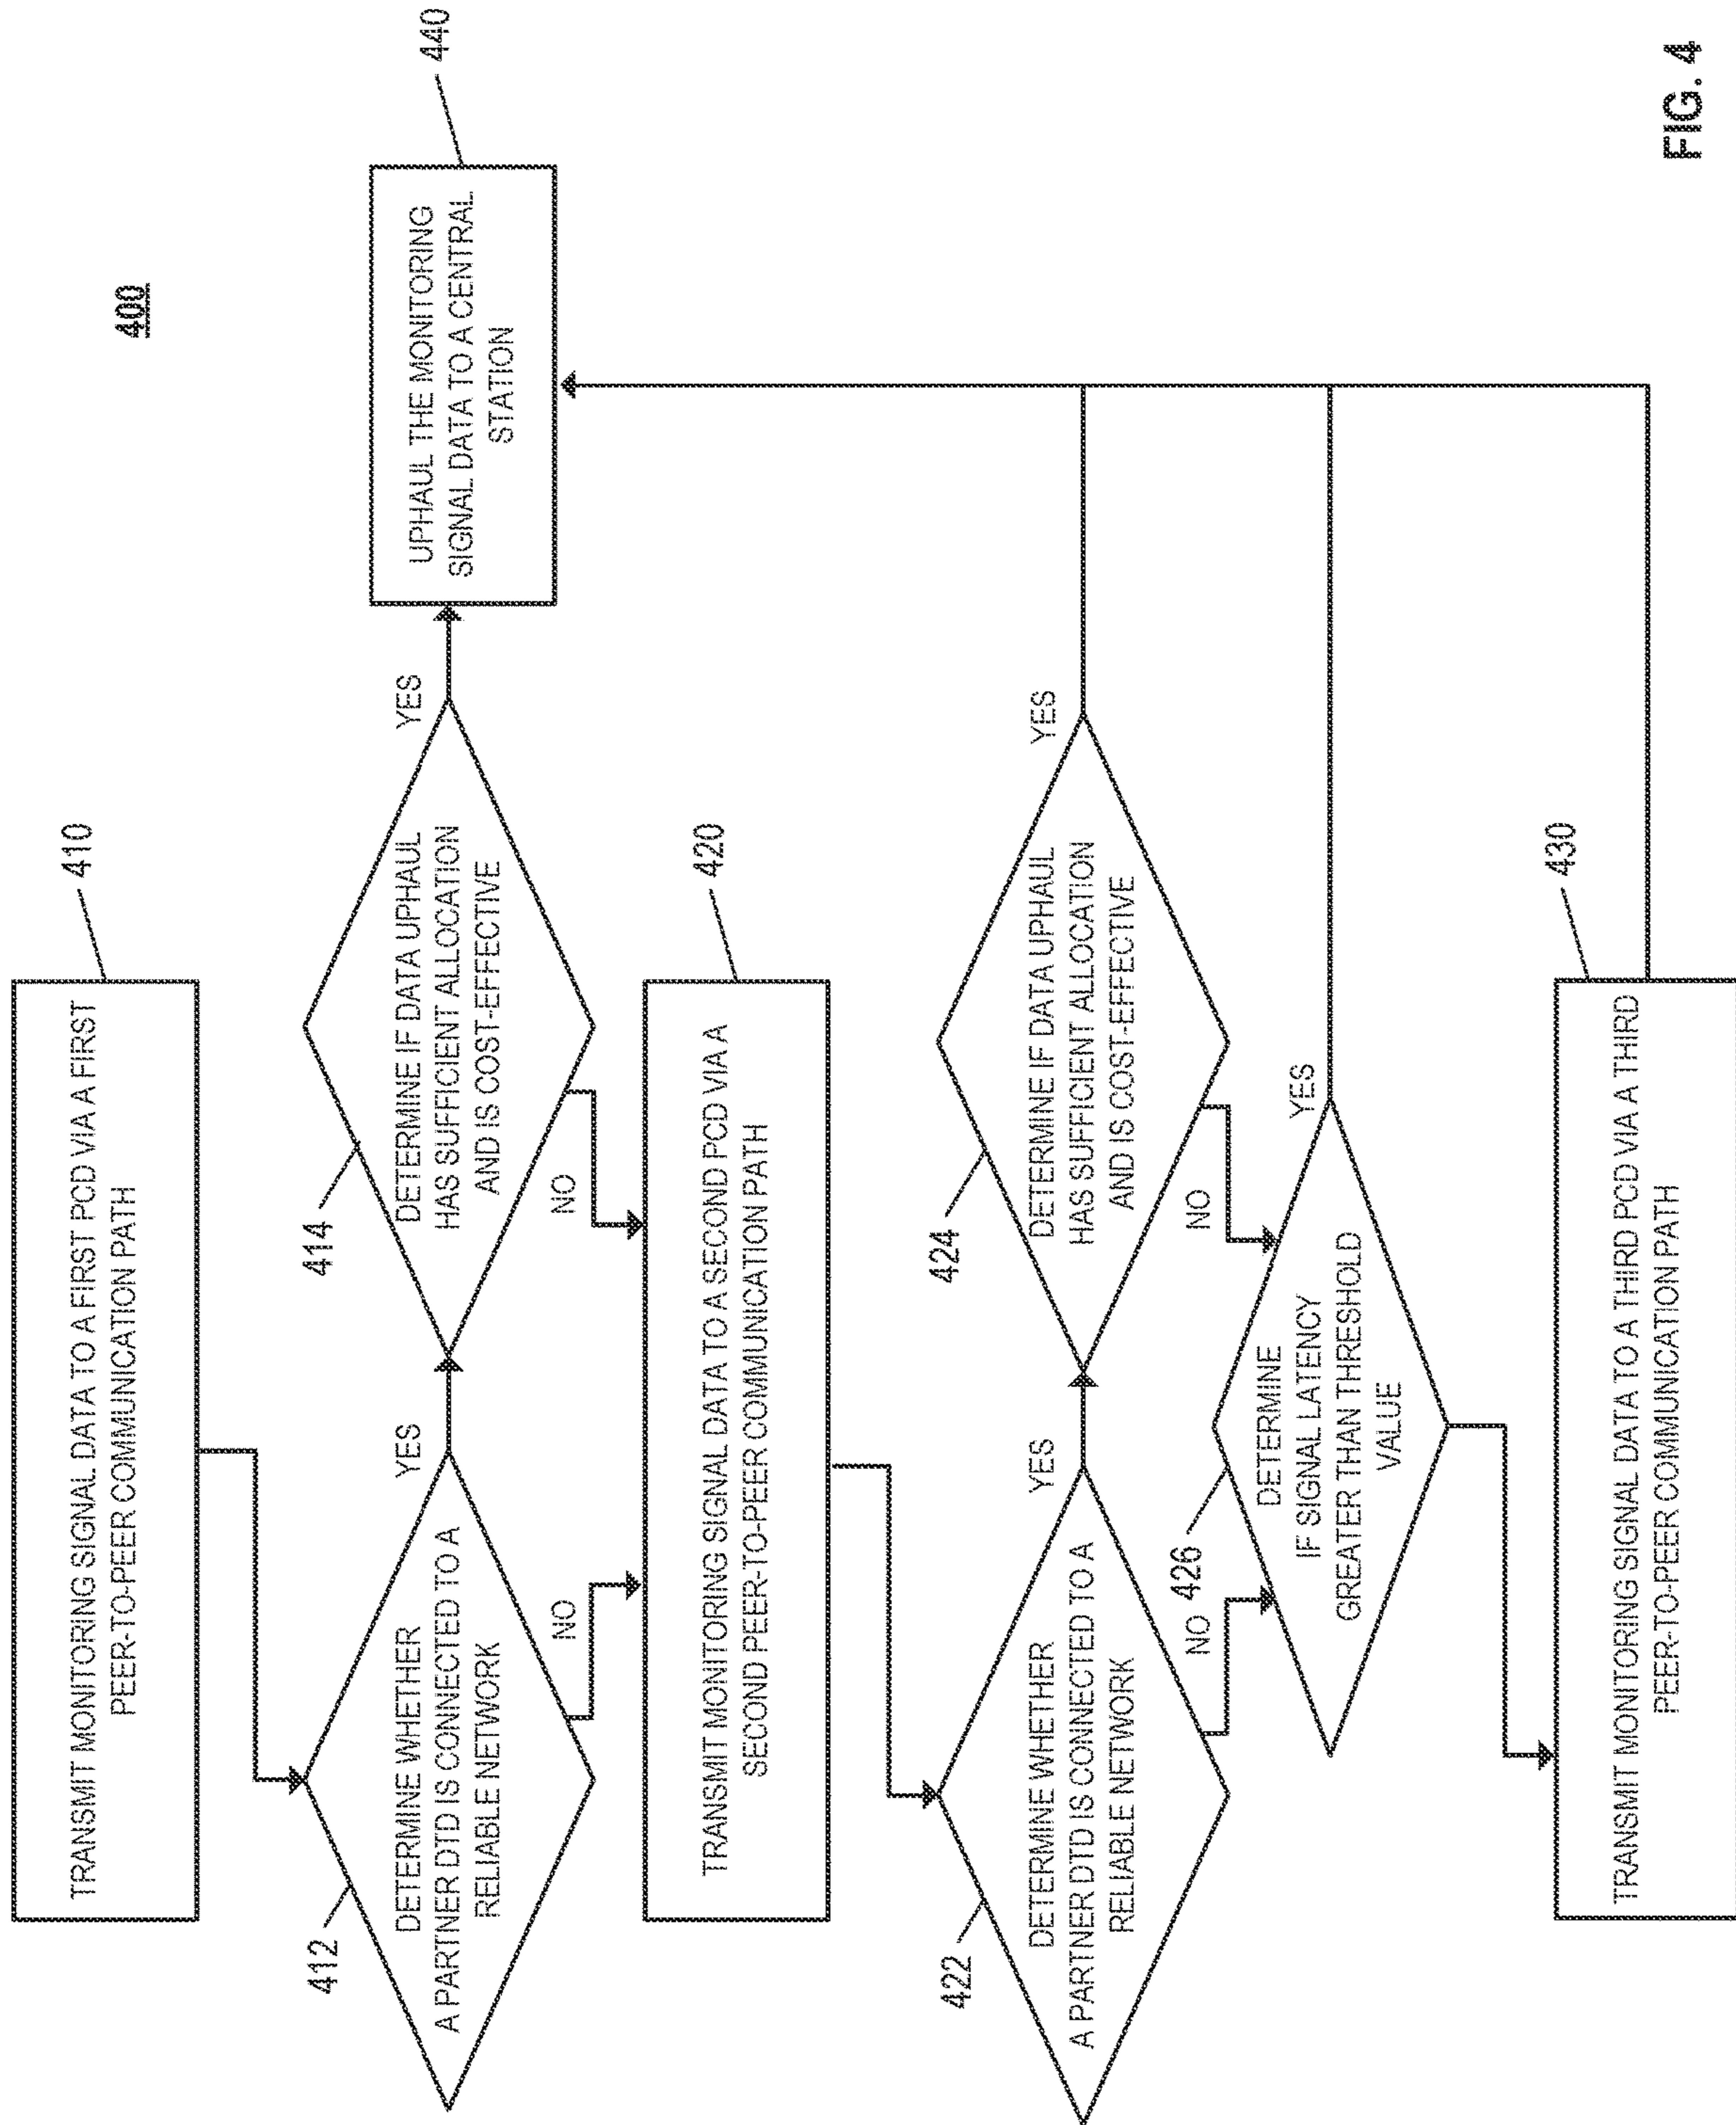 400
TRANSMIT MONITORING SIGNAL DATA TO A FIRST PCD VIA A FIRST
PEER-TO-PEER COMMUNICATION PATH
410
412
DETERMINE WHETHER
A PARTNER DTD IS CONNECTED TO A
RELIABLE NETWORK
YES
NO
414
DETERMINE IF DATA UPHAUL
HAS SUFFICIENT ALLOCATION
AND IS COST-EFFECTIVE
YES
NO
UPHAUL THE MONITORING
SIGNAL DATA TO A CENTRAL
STATION
440
TRANSMIT MONITORING SIGNAL DATA TO A SECOND PCD VIA A
SECOND PEER-TO-PEER COMMUNICATION PATH
420
422
DETERMINE WHETHER
A PARTNER DTD IS CONNECTED TO A
RELIABLE NETWORK
YES
NO
424
DETERMINE IF DATA UPHAUL
HAS SUFFICIENT ALLOCATION
AND IS COST-EFFECTIVE
YES
NO
426
DETERMINE
IF SIGNAL LATENCY
GREATER THAN THRESHOLD
VALUE
YES
TRANSMIT MONITORING SIGNAL DATA TO A THIRD PCD VIA A THIRD
PEER-TO-PEER COMMUNICATION PATH
430
FIG. 4